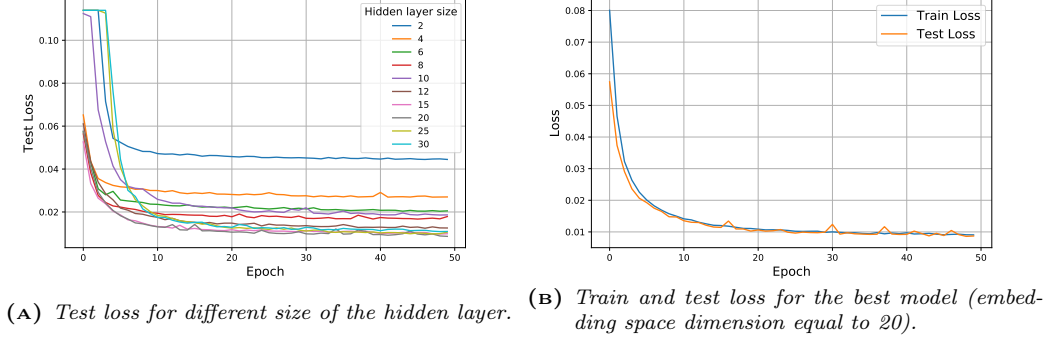 Hidden layer size
2
4
6
8
10
12
15
20
25
30
0.10
0.08
0.06
0.04
0.02
Test Loss
0 10 20 30 40 50
Epoch
(A) Test loss for different size of the hidden layer.
Train Loss
Test Loss
0.08
0.07
0.06
0.05
0.04
0.03
0.02
0.01
Loss
0 10 20 30 40 50
Epoch
(B) Train and test loss for the best model (embed-
ding space dimension equal to 20).